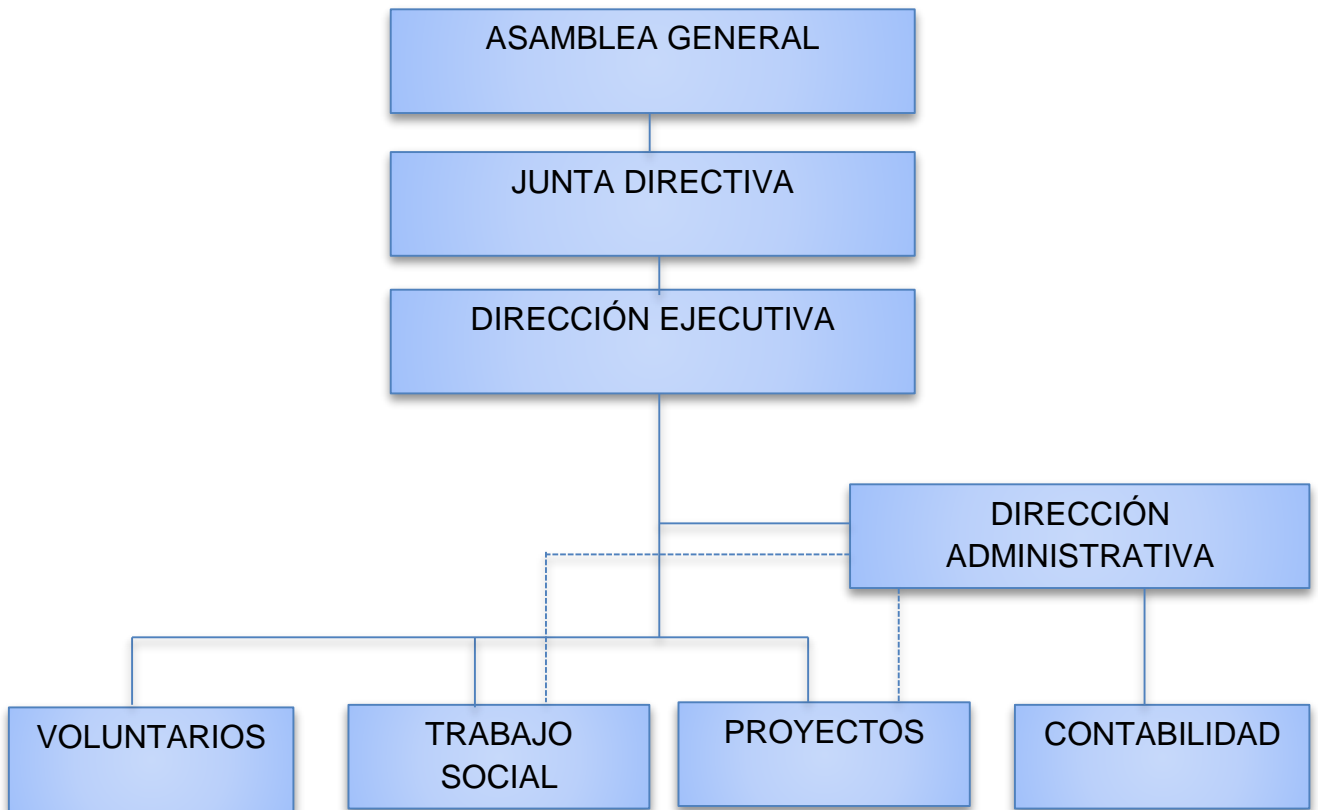 ASAMBLEA GENERAL
JUNTA DIRECTIVA
DIRECCIÓN EJECUTIVA
DIRECCIÓN
ADMINISTRATIVA
VOLUNTARIOS
TRABAJO
SOCIAL
PROYECTOS
CONTABILIDAD